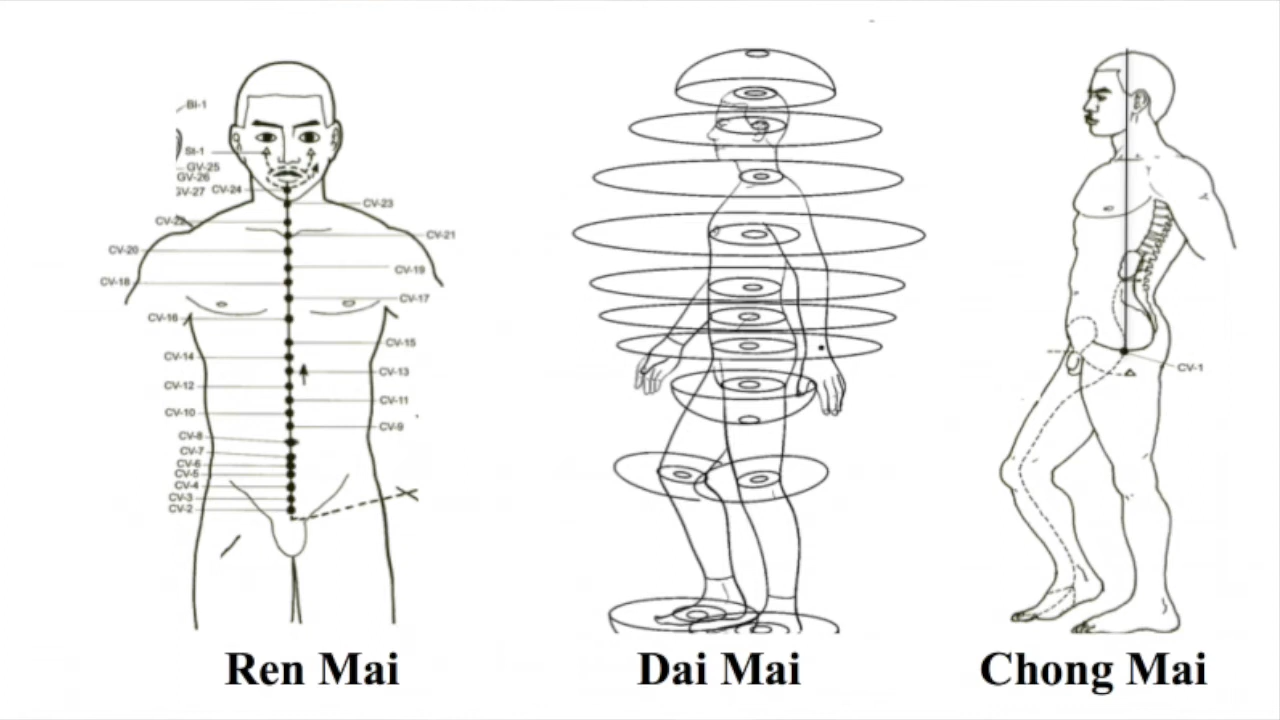 BI-1
St-1
GV-25
GV-26
GV-27 CV-24
CV-23
CV-22
CV-21
CV-20
CV-19
CV-18
CV-17
CV-16
CV-15
CV-14
CV-13
CV-12
CV-11
CV-10
CV-9
CV-8
CV-7
CV-6
CV-5
CV-4
CV-3
CV-2
CV-1
Ren Mai
Dai Mai
Chong Mai